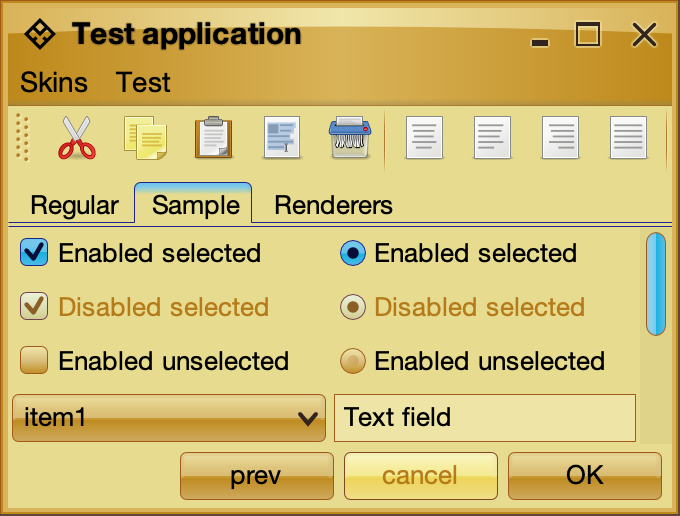 Test application
Skins Test
Regular Sample Renderers
Enabled selected Enabled selected
Disabled selected Disabled selected
Enabled unselected Enabled unselected
item1 Text field
prev cancel OK